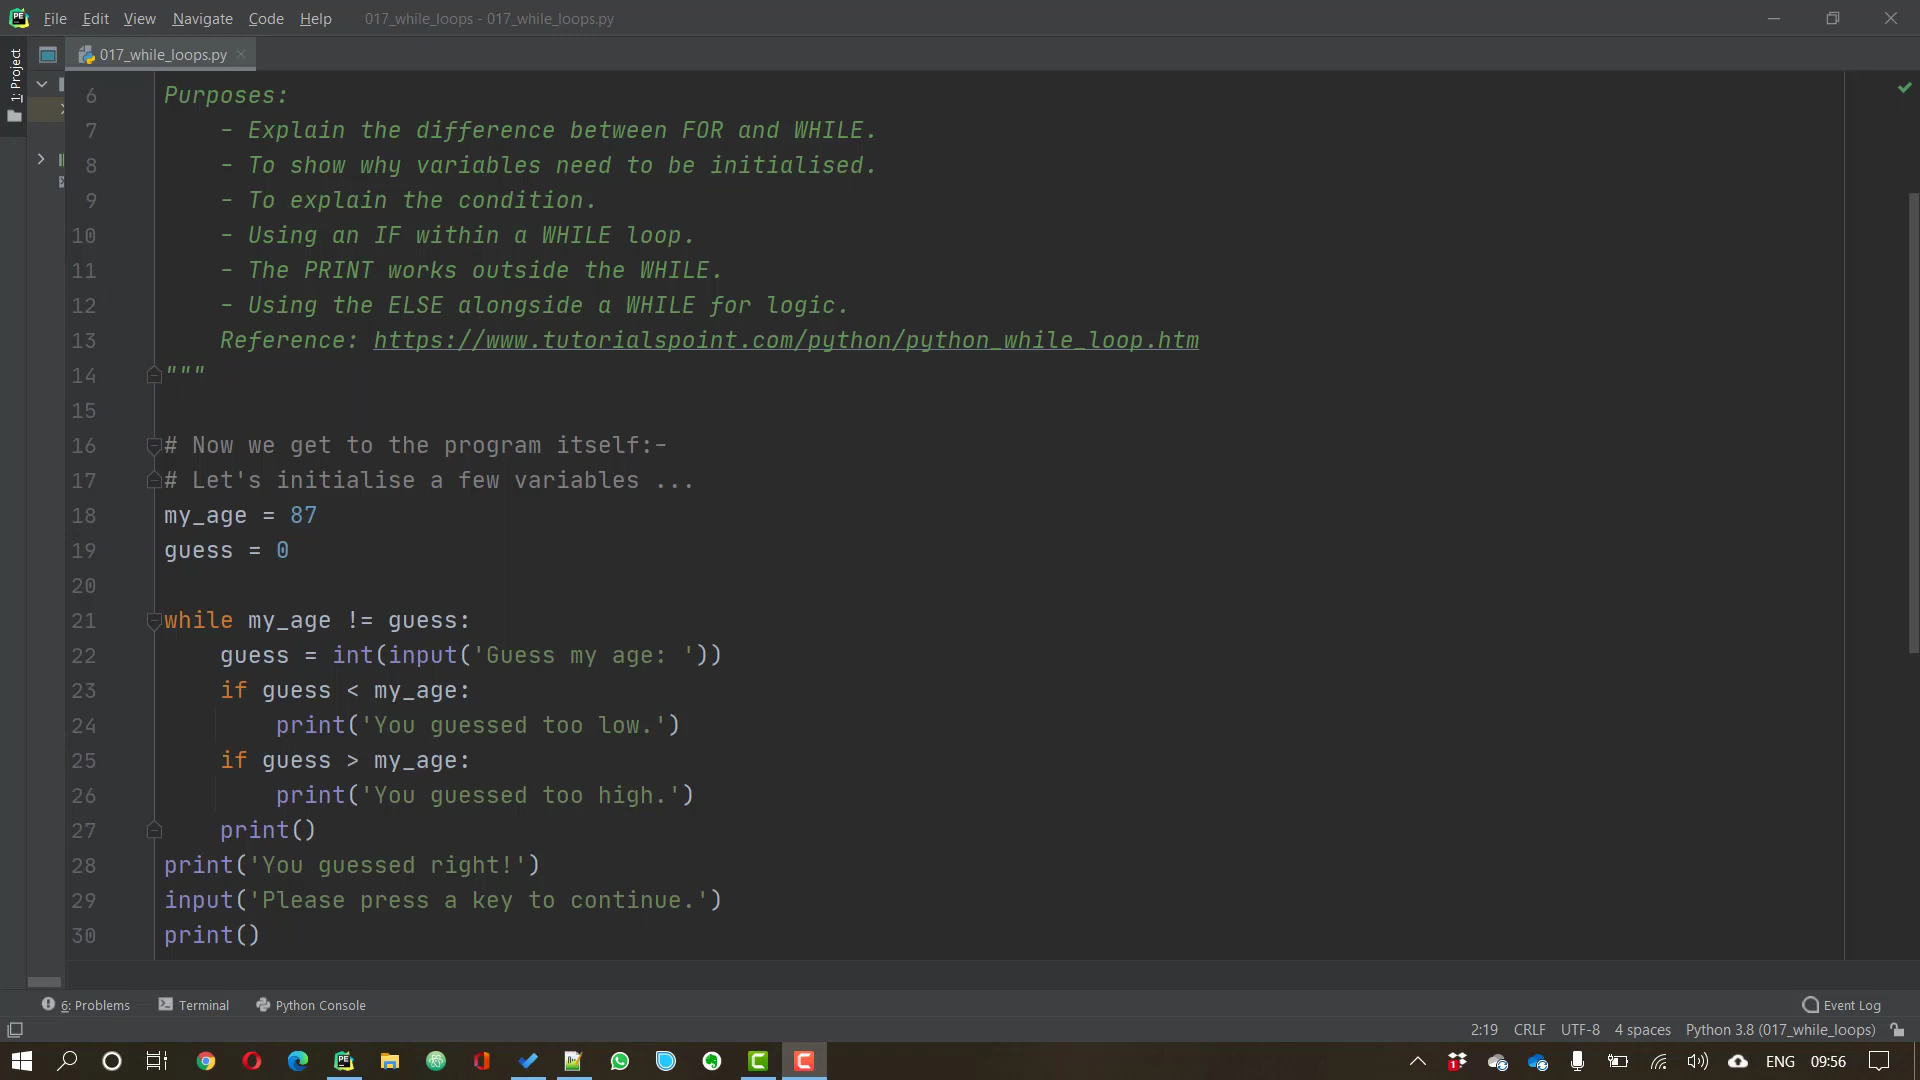 File Edit View Navigate Code Help 017_while_loops - 017_while_loops.py
017_while_loops.py
1: Project
6 Purposes:
7 - Explain the difference between FOR and WHILE.
8 - To show why variables need to be initialised.
9 - To explain the condition.
10 - Using an IF within a WHILE loop.
11 - The PRINT works outside the WHILE.
12 - Using the ELSE alongside a WHILE for logic.
13 Reference: https://www.tutorialspoint.com/python/python_while_loop.htm
14 """
15
16 # Now we get to the program itself:-
17 # Let's initialise a few variables ...
18 my_age = 87
19 guess = 0
20
21 while my_age != guess:
22 guess = int(input('Guess my age: '))
23 if guess < my_age:
24 print('You guessed too low.')
25 if guess > my_age:
26 print('You guessed too high.')
27 print()
28 print('You guessed right!')
29 input('Please press a key to continue.')
30 print()
6: Problems Terminal Python Console Event Log
2:19 CRLF UTF-8 4 spaces Python 3.8 (017_while_loops)
ENG 09:56